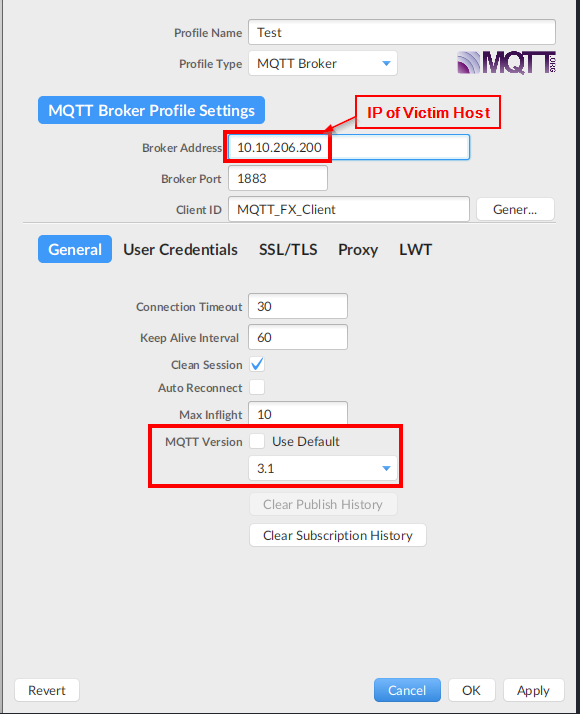 Profile Name Test
Profile Type MQTT Broker
MQTT.ORG
MQTT Broker Profile Settings
IP of Victim Host
Broker Address 10.10.206.200
Broker Port 1883
Client ID MQTT_FX_Client Gener...
General User Credentials SSL/TLS Proxy LWT
Connection Timeout 30
Keep Alive Interval 60
Clean Session
Auto Reconnect
Max Inflight 10
MQTT Version Use Default
3.1
Clear Publish History
Clear Subscription History
Revert Cancel OK Apply